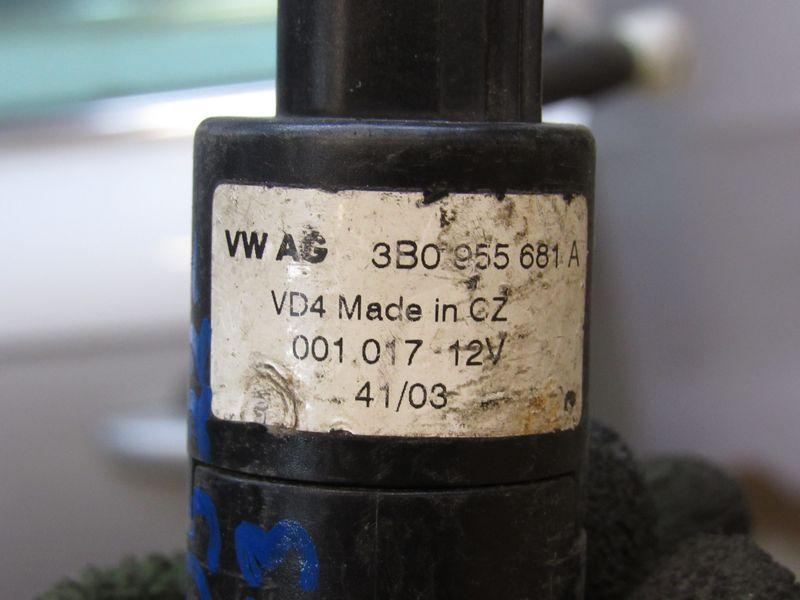 VW AG 3B0 955 681 A
VD4 Made in CZ
001 017 12V
41/03